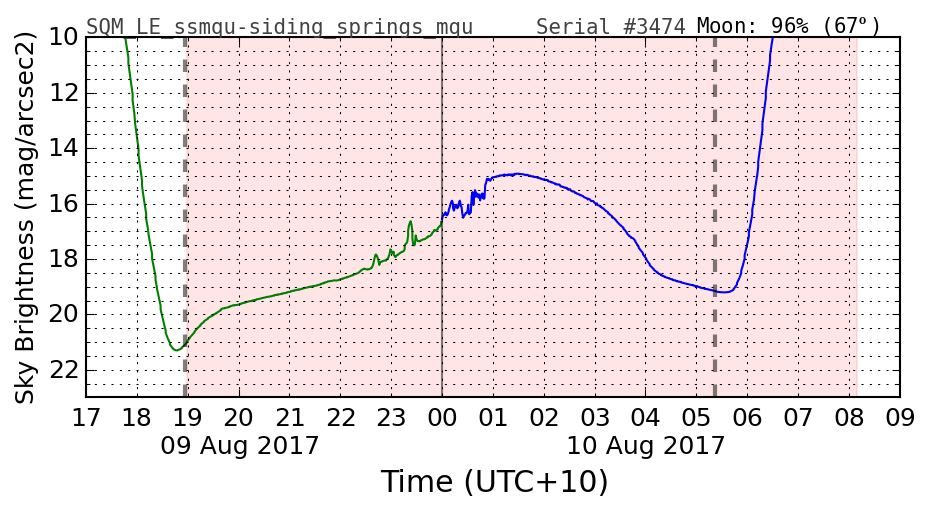 SQM_LE_ssmqu-siding_springs_mqu Serial #3474 Moon: 96% (67°)
Sky Brightness (mag/arcsec2)
10
12
14
16
18
20
22
17 18 19 20 21 22 23 00 01 02 03 04 05 06 07 08 09
09 Aug 2017 10 Aug 2017
Time (UTC+10)